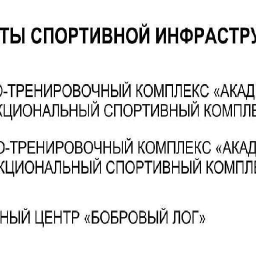 ТЫ СПОРТИВНОЙ ИНФРАСТРУ
О-ТРЕНИРОВОЧНЫЙ КОМПЛЕКС «АКАД
КЦИОНАЛЬНЫЙ СПОРТИВНЫЙ КОМПЛЕ
О-ТРЕНИРОВОЧНЫЙ КОМПЛЕКС «АКАД
КЦИОНАЛЬНЫЙ СПОРТИВНЫЙ КОМПЛЕ
НЫЙ ЦЕНТР «БОБРОВЫЙ ЛОГ»